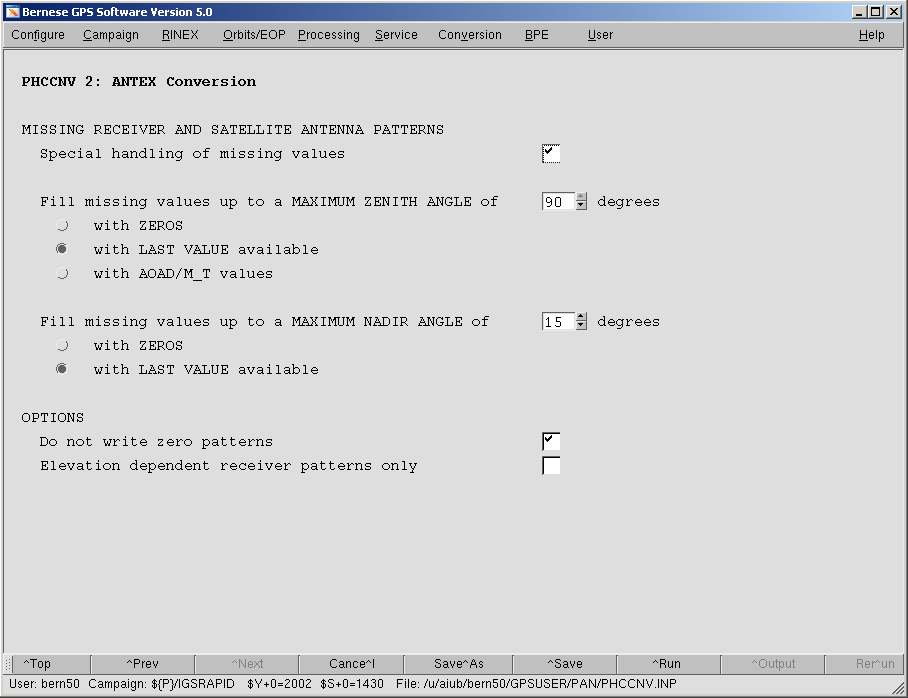 Bernese GPS Software Version 5.0
Configure Campaign RINEX Orbits/EOP Processing Service Conversion BPE User Help
PHCCNV 2: ANTEX Conversion
MISSING RECEIVER AND SATELLITE ANTENNA PATTERNS
Special handling of missing values
Fill missing values up to a MAXIMUM ZENITH ANGLE of 90 degrees
with ZEROS
with LAST VALUE available
with AOAD/M_T values
Fill missing values up to a MAXIMUM NADIR ANGLE of 15 degrees
with ZEROS
with LAST VALUE available
OPTIONS
Do not write zero patterns
Elevation dependent receiver patterns only
^Top ^Prev ^Next Cance^l Save^As ^Save ^Run ^Output Rer^un
User: bern50 Campaign: ${P}/IGSRAPID $Y+0=2002 $S+0=1430 File: /u/aiub/bern50/GPSUSER/PAN/PHCCNV.INP